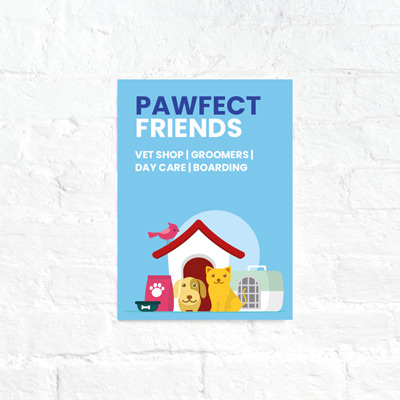 PAWFECT
FRIENDS
VET SHOP | GROOMERS |
DAY CARE | BOARDING